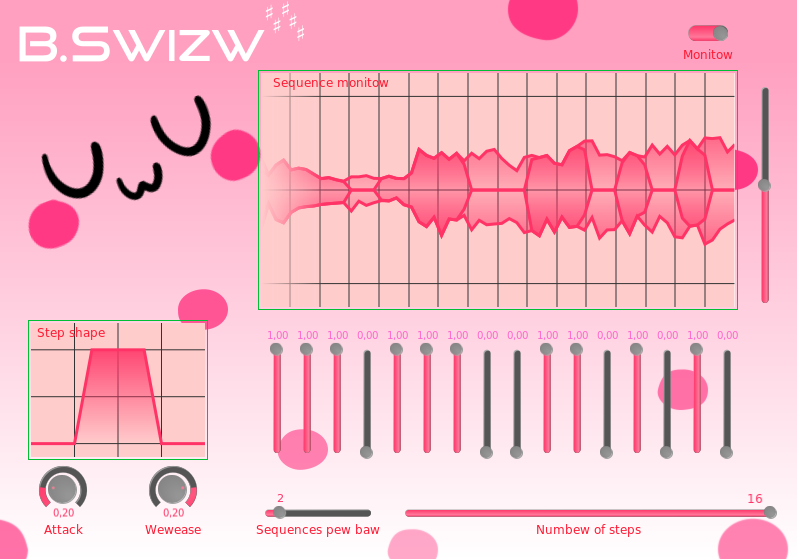 B.SWIZW
Monitow
Sequence monitow
UwU
Step shape
1,00 1,00 1,00 0,00 1,00 1,00 1,00 0,00 0,00 1,00 1,00 0,00 1,00 0,00 1,00 0,00
0,20 0,20
Attack Wewease
2 16
Sequences pew baw Numbew of steps